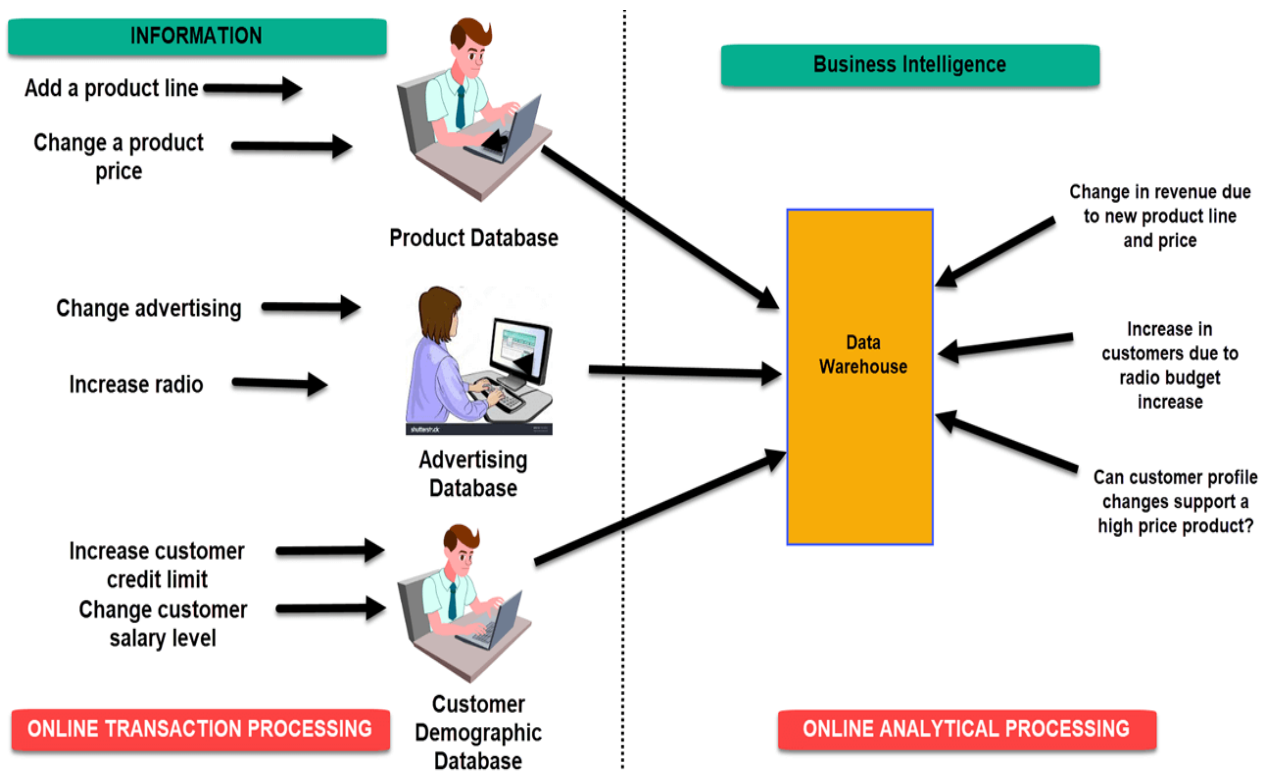 INFORMATION
Add a product line
Change a product
price
Product Database
Change advertising
Increase radio
Advertising
Database
Increase customer
credit limit
Change customer
salary level
Customer
Demographic
Database
ONLINE TRANSACTION PROCESSING
Business Intelligence
Data
Warehouse
Change in revenue due
to new product line
and price
Increase in
customers due to
radio budget
increase
Can customer profile
changes support a
high price product?
ONLINE ANALYTICAL PROCESSING